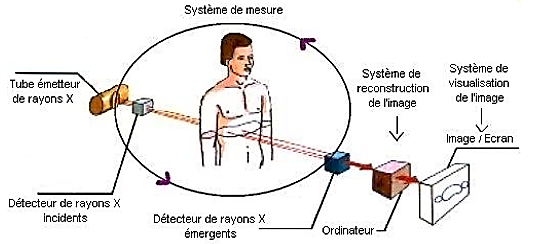 Système de mesure
Tube émetteur
de rayons X
Système de
reconstruction
de l'image
Système de
visualisation
de l'image
Image / Ecran
Détecteur de rayons X
Incidents
Détecteur de rayons X
émergents
Ordinateur